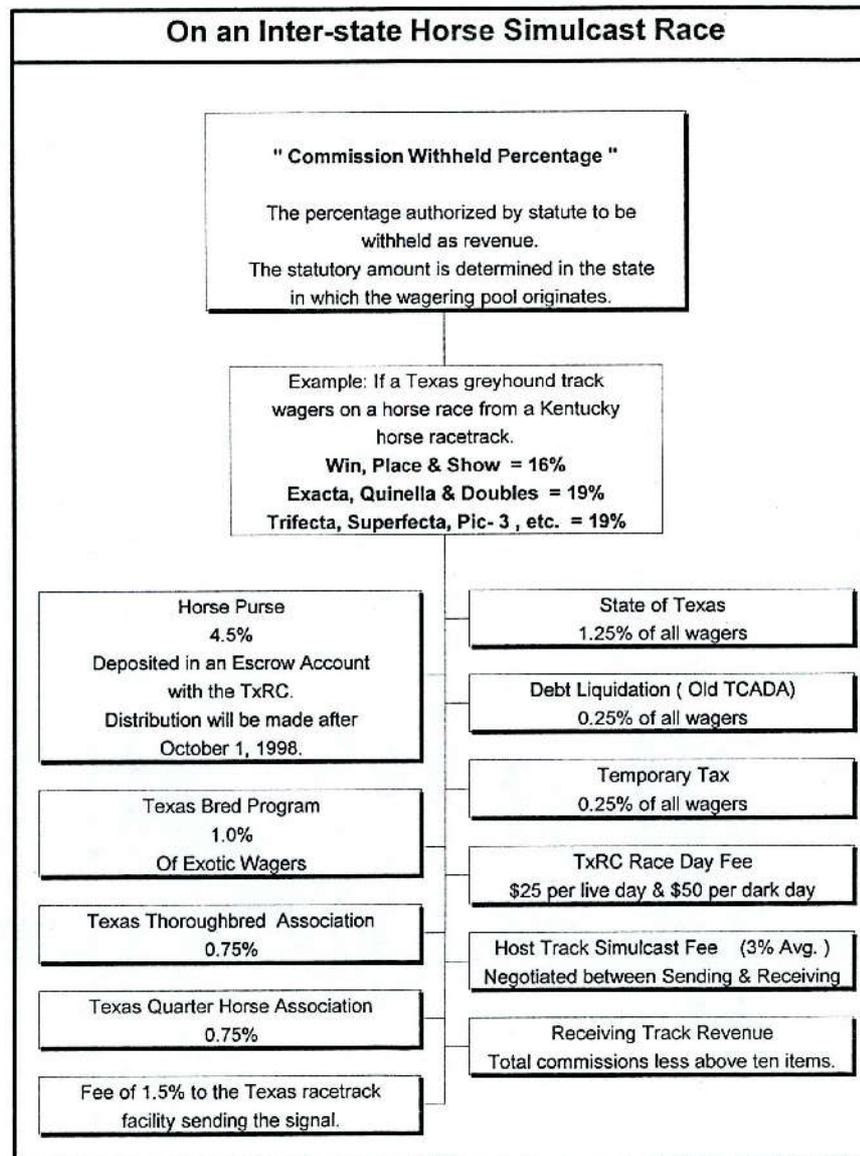 On an Inter-state Horse Simulcast Race
" Commission Withheld Percentage "
The percentage authorized by statute to be
withheld as revenue.
The statutory amount is determined in the state
in which the wagering pool originates.
Example: If a Texas greyhound track
wagers on a horse race from a Kentucky
horse racetrack.
Win, Place & Show = 16%
Exacta, Quinella & Doubles = 19%
Trifecta, Superfecta, Pic- 3 , etc. = 19%
Horse Purse
4.5%
Deposited in an Escrow Account
with the TxRC.
Distribution will be made after
October 1, 1998.
Texas Bred Program
1.0%
Of Exotic Wagers
Texas Thoroughbred Association
0.75%
Texas Quarter Horse Association
0.75%
Fee of 1.5% to the Texas racetrack
facility sending the signal.
State of Texas
1.25% of all wagers
Debt Liquidation ( Old TCADA)
0.25% of all wagers
Temporary Tax
0.25% of all wagers
TxRC Race Day Fee
$25 per live day & $50 per dark day
Host Track Simulcast Fee (3% Avg. )
Negotiated between Sending & Receiving
Receiving Track Revenue
Total commissions less above ten items.